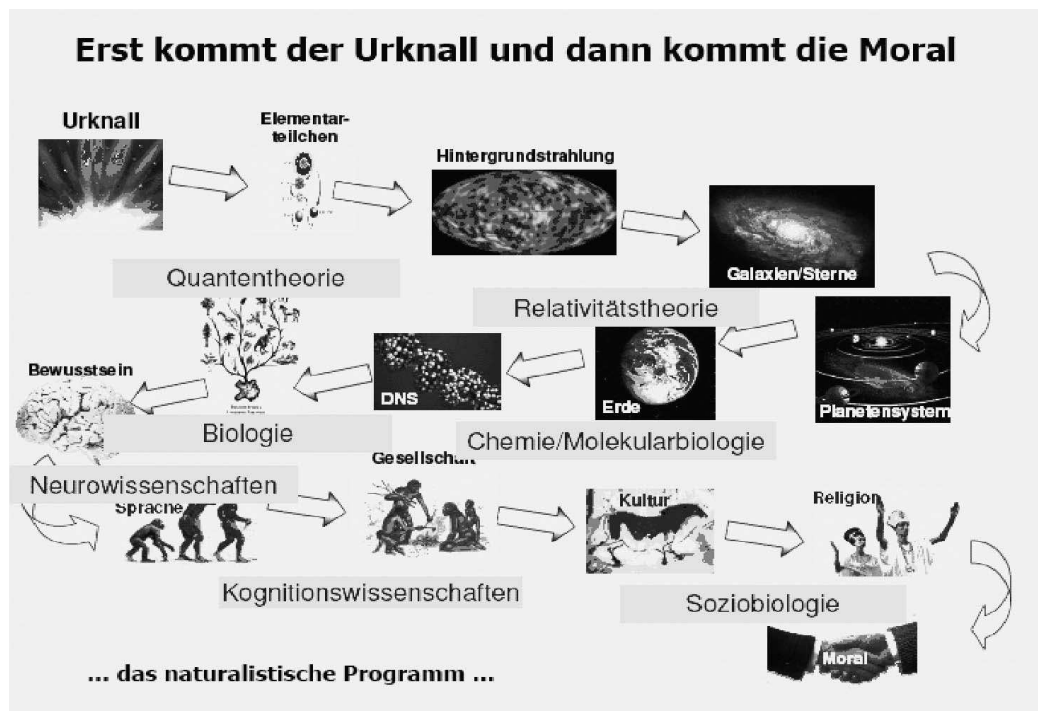 Erst kommt der Urknall und dann kommt die Moral
Urknall
Elementar-
teilchen
Hintergrundstrahlung
Galaxien/Sterne
Quantentheorie
Relativitätstheorie
Planetensystem
Erde
DNS
Bewusstsein
Biologie
Chemie/Molekularbiologie
Neurowissenschaften
Sprache
Gesellschaft
Kultur
Religion
Kognitionswissenschaften
Soziobiologie
Moral
... das naturalistische Programm ...